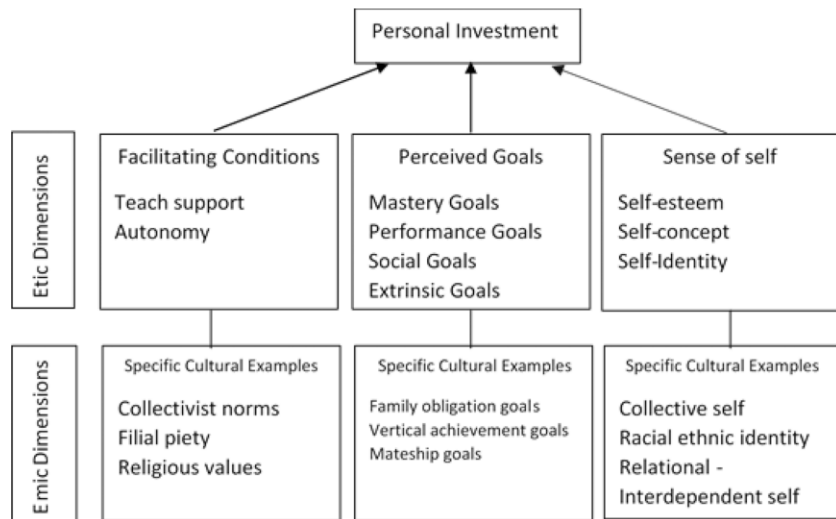 Personal Investment
Etic Dimensions
Facilitating Conditions
Teach support
Autonomy
Perceived Goals
Mastery Goals
Performance Goals
Social Goals
Extrinsic Goals
Sense of self
Self-esteem
Self-concept
Self-Identity
Emic Dimensions
Specific Cultural Examples
Collectivist norms
Filial piety
Religious values
Specific Cultural Examples
Family obligation goals
Vertical achievement goals
Mateship goals
Specific Cultural Examples
Collective self
Racial ethnic identity
Relational -
Interdependent self